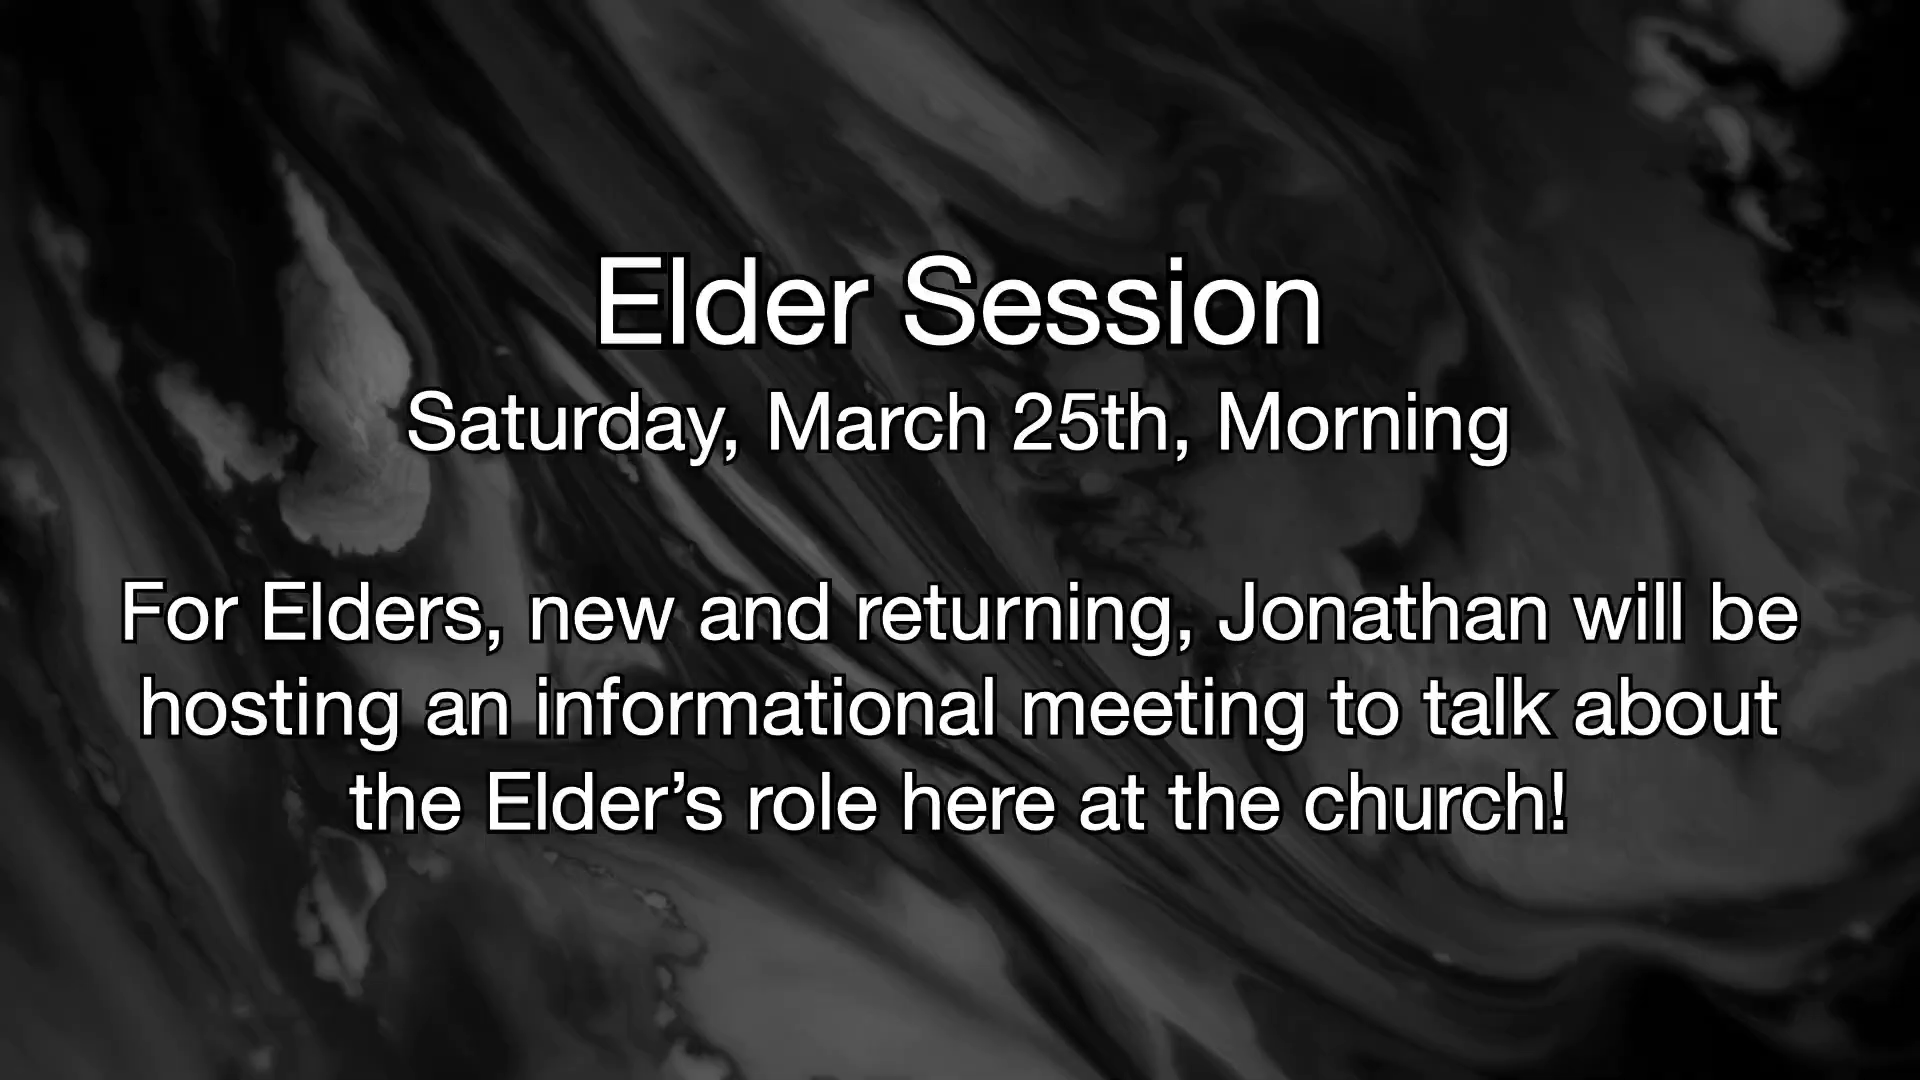 Elder Session
Saturday, March 25th, Morning
For Elders, new and returning, Jonathan will be
hosting an informational meeting to talk about
the Elder’s role here at the church!